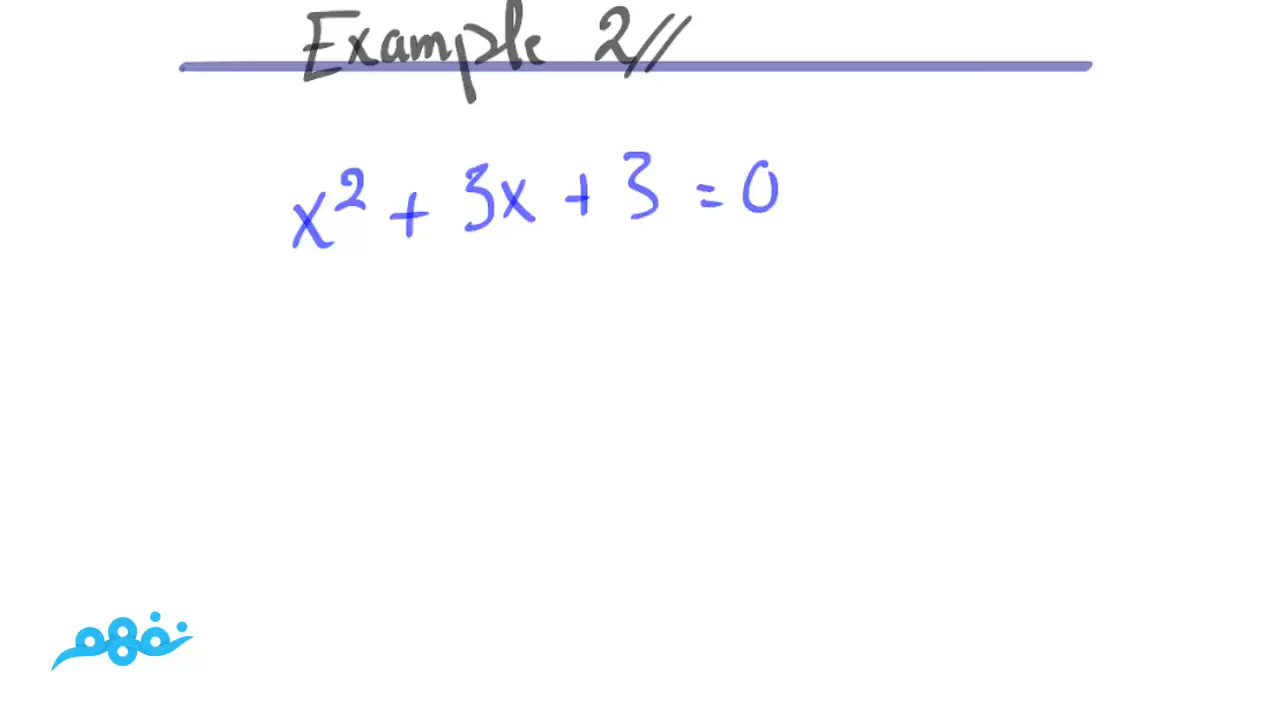 Example 2//
x² + 3x + 3 = 0
نفهم